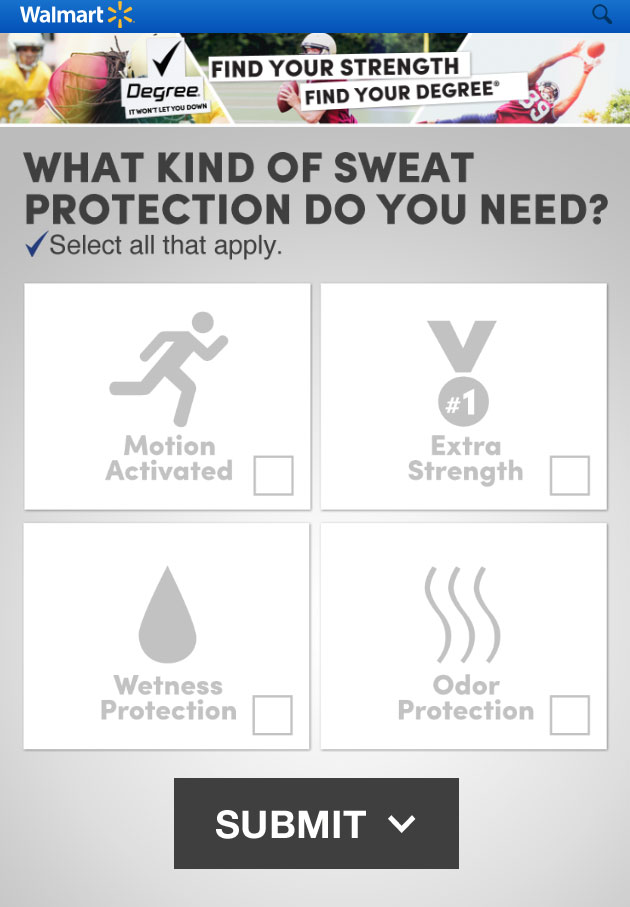 Walmart
Degree®
IT WON'T LET YOU DOWN
FIND YOUR STRENGTH
FIND YOUR DEGREE®
89
WHAT KIND OF SWEAT
PROTECTION DO YOU NEED?
Select all that apply.
Motion
Activated
#1
Extra
Strength
Wetness
Protection
Odor
Protection
SUBMIT